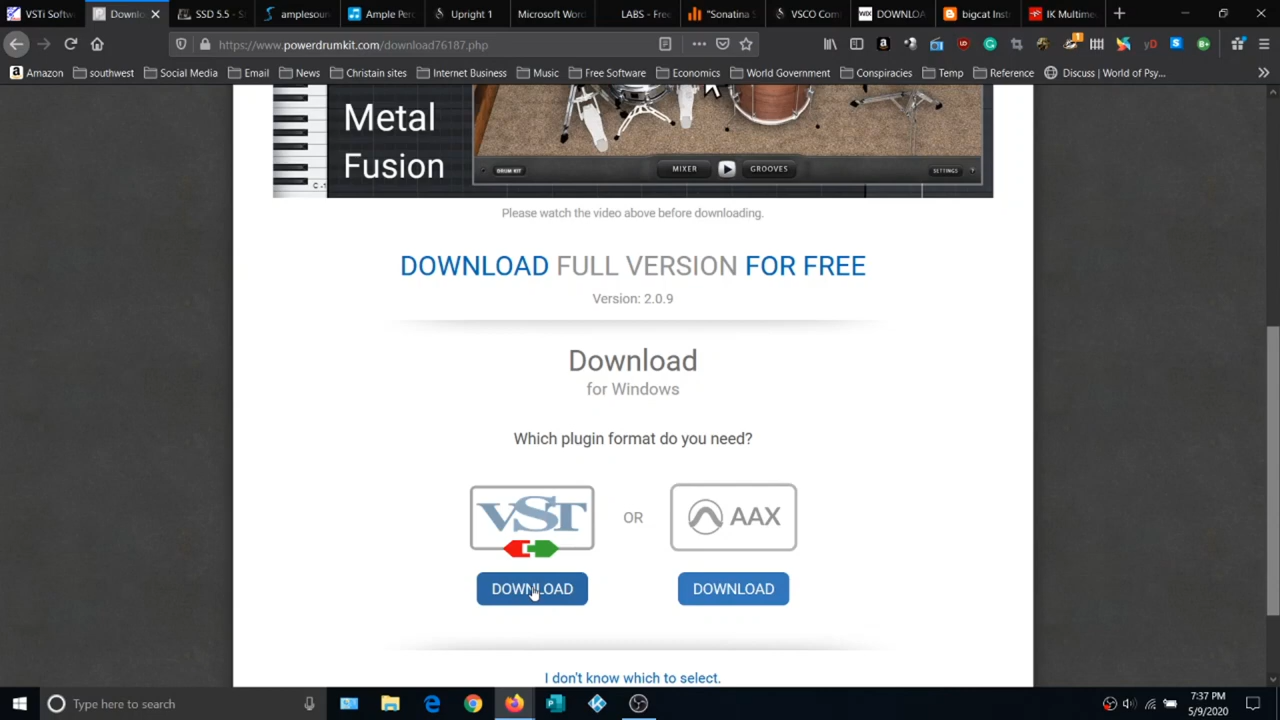 VSTi Softw
Downlo
SSD 5.5 - S
amplesoun
Ample Perc
Upright 1
Microsoft Word
LABS - Free
"Sonatina S
VSCO Com
DOWNLOA
bigcat Inst
IK Multime
https://www.powerdrumkit.com/download76187.php
Amazon
southwest
Social Media
Email
News
Christain sites
Internet Business
Music
Free Software
Economics
World Government
Conspiracies
Temp
Reference
Discuss | World of Psy...
Metal
Fusion
DRUM KIT
MIXER
GROOVES
SETTINGS
?
Please watch the video above before downloading.
DOWNLOAD FULL VERSION FOR FREE
Version: 2.0.9
Download
for Windows
Which plugin format do you need?
VST
OR
AAX
DOWNLOAD
DOWNLOAD
I don't know which to select.
Type here to search
7:37 PM
5/9/2020